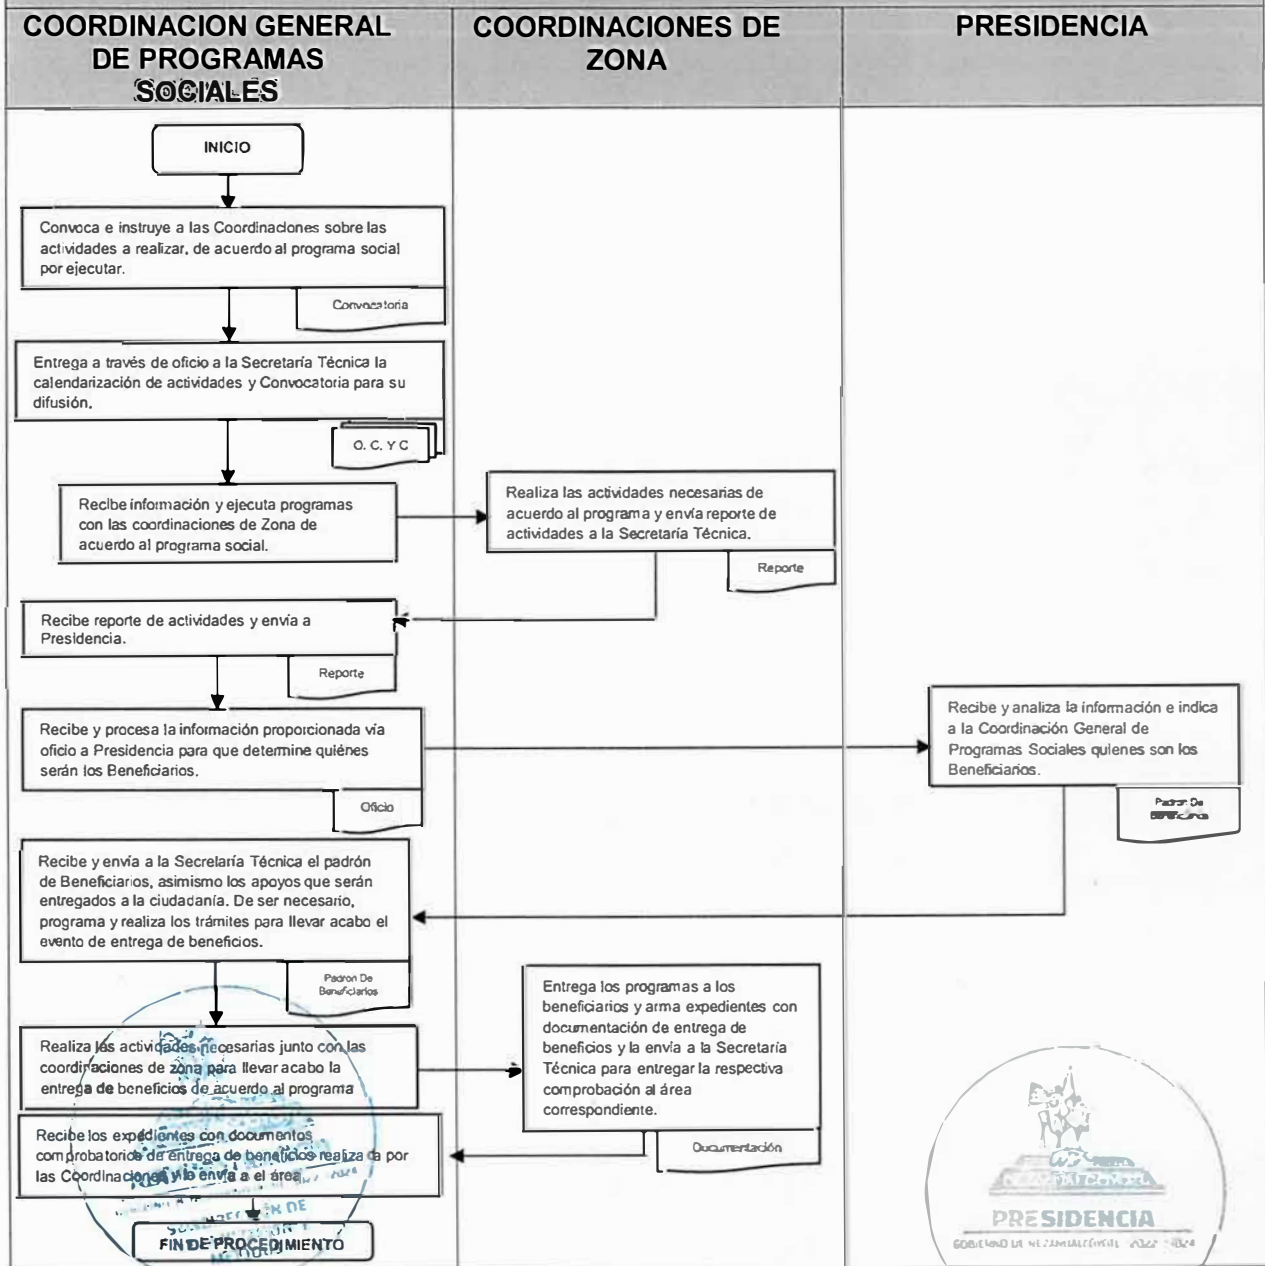 COORDINACION GENERAL
DE PROGRAMAS
SOCIALES
COORDINACIONES DE
ZONA
PRESIDENCIA
INICIO
Convoca e instruye a las Coordinaciones sobre las
actividades a realizar, de acuerdo al programa social
por ejecutar.
Convocatoria
Entrega a través de oficio a la Secretaría Técnica la
calendarización de actividades y Convocatoria para su
difusión.
O. C. Y C
Recibe información y ejecuta programas
con las coordinaciones de Zona de
acuerdo al programa social.
Realiza las actividades necesarias de
acuerdo al programa y envía reporte de
actividades a la Secretaría Técnica.
Reporte
Recibe reporte de actividades y envía a
Presidencia.
Reporte
Recibe y procesa la información proporcionada vía
oficio a Presidencia para que determine quiénes
serán los Beneficiarios.
Oficio
Recibe y analiza la información e indica
a la Coordinación General de
Programas Sociales quienes son los
Beneficiarios.
Padron De
Beneficiarios
Recibe y envía a la Secretaría Técnica el padrón
de Beneficiarios, asimismo los apoyos que serán
entregados a la ciudadanía. De ser necesario,
programa y realiza los trámites para llevar acabo el
evento de entrega de beneficios.
Padron De
Beneficiarios
Realiza las actividades necesarias junto con las
coordinaciones de zona para llevar acabo la
entrega de beneficios de acuerdo al programa
Entrega los programas a los
beneficiarios y arma expedientes con
documentación de entrega de
beneficios y la envía a la Secretaría
Técnica para entregar la respectiva
comprobación al área
correspondiente.
Documentación
Recibe los expedientes con documentos
comprobatorios de entrega de beneficios realizada por
las Coordinaciones y lo envía a el área
FIN DE PROCEDIMIENTO
PRESIDENCIA
GOBIERNO DE NEZAHUALCÓYOTL 2022 - 2024